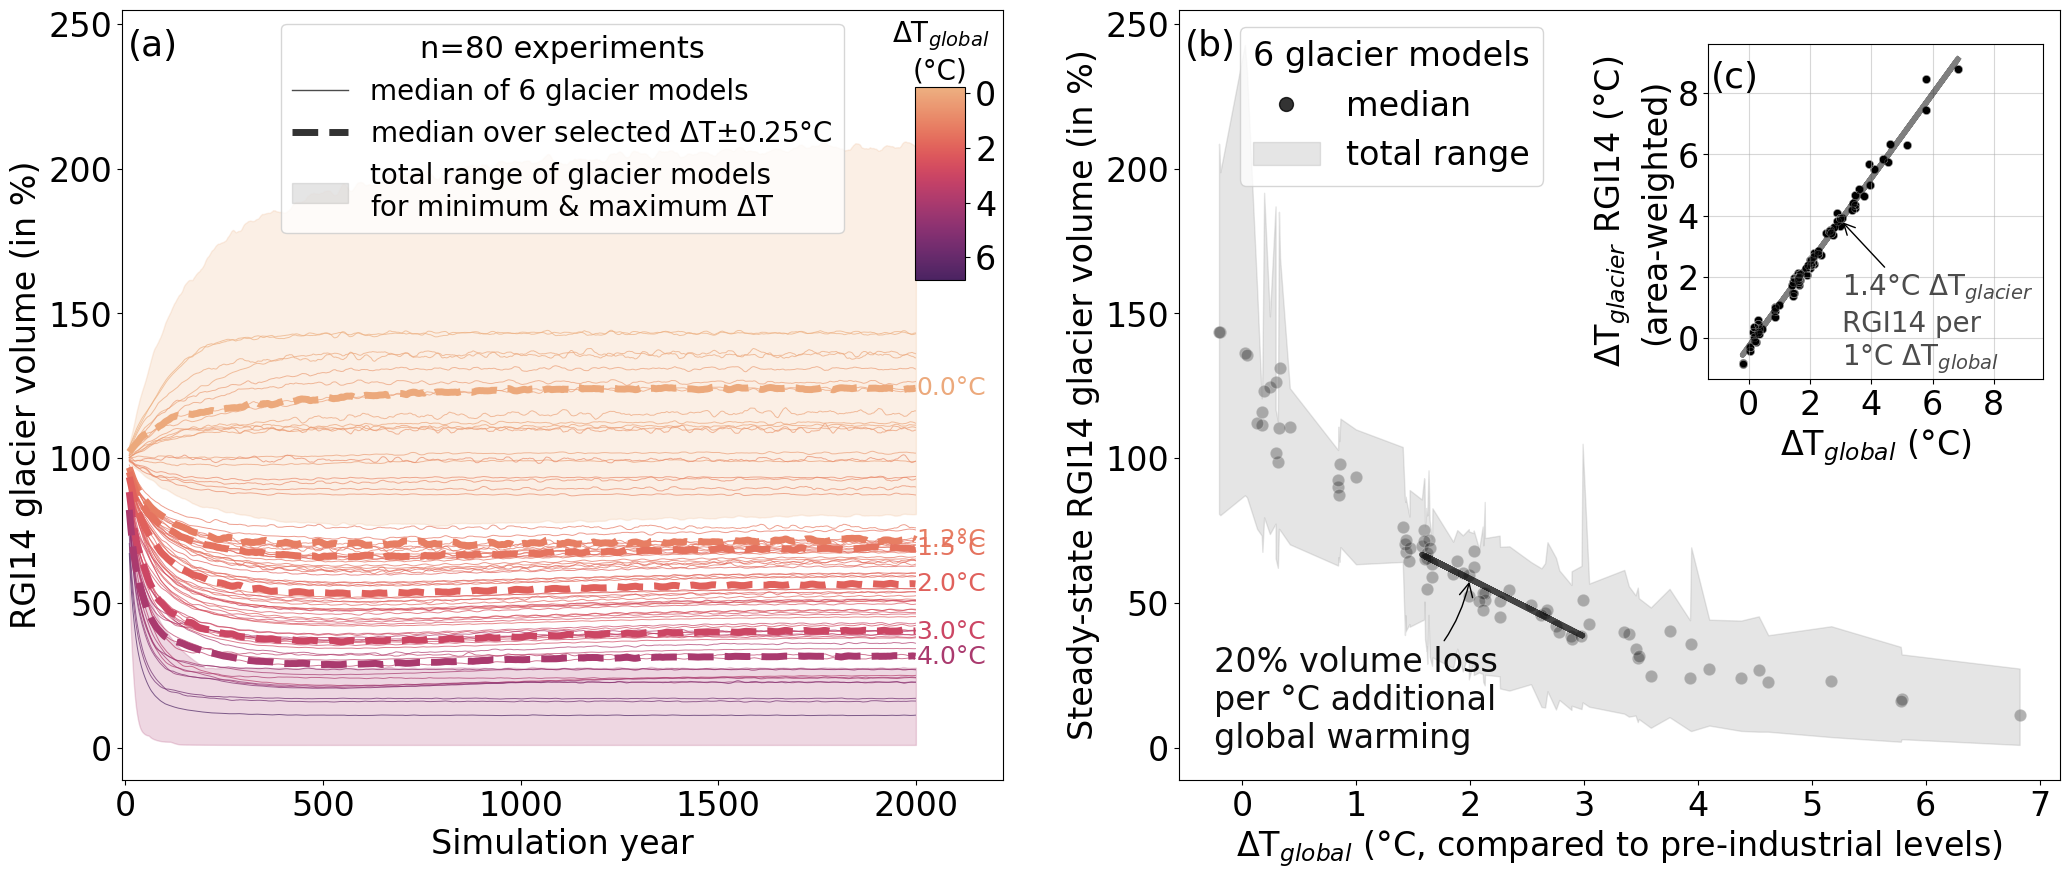 (a)
n=80 experiments
median of 6 glacier models
median over selected ΔT±0.25°C
total range of glacier models
for minimum & maximum ΔT
ΔTglobal
(°C)
0
2
4
6
RGI14 glacier volume (in %)
250
200
150
100
50
0
0.0°C
1.2°C
1.5°C
2.0°C
3.0°C
4.0°C
0 500 1000 1500 2000
Simulation year
(b)
6 glacier models
median
total range
Steady-state RGI14 glacier volume (in %)
250
200
150
100
50
0
20% volume loss
per °C additional
global warming
0 1 2 3 4 5 6 7
ΔTglobal (°C, compared to pre-industrial levels)
(c)
ΔTglacier RGI14 (°C)
(area-weighted)
8
6
4
2
0
1.4°C ΔTglacier
RGI14 per
1°C ΔTglobal
0 2 4 6 8
ΔTglobal (°C)